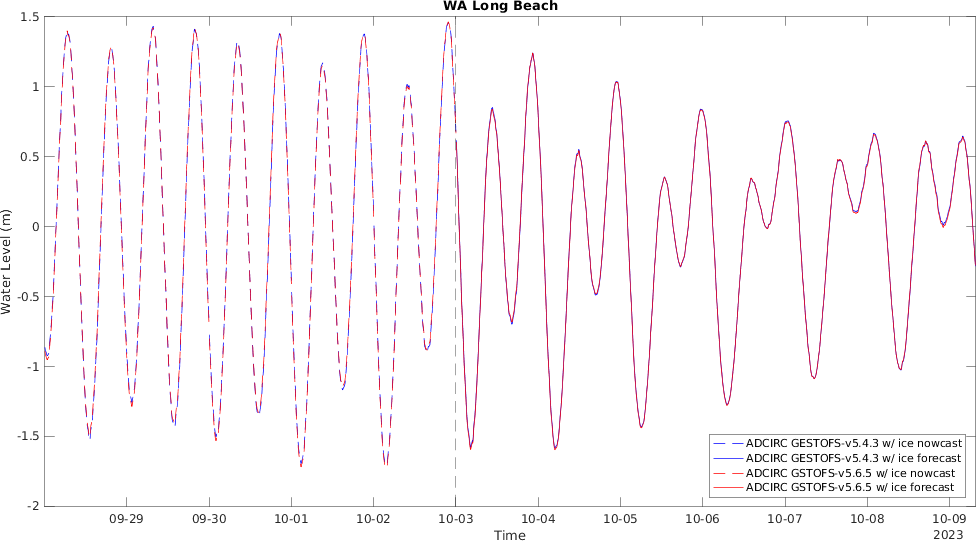 WA Long Beach
Water Level (m)
1.5
1
0.5
0
-0.5
-1
-1.5
-2
09-29
09-30
10-01
10-02
10-03
10-04
10-05
10-06
10-07
10-08
10-09
2023
Time
ADCIRC GESTOFS-v5.4.3 w/ ice nowcast
ADCIRC GESTOFS-v5.4.3 w/ ice forecast
ADCIRC GSTOFS-v5.6.5 w/ ice nowcast
ADCIRC GSTOFS-v5.6.5 w/ ice forecast